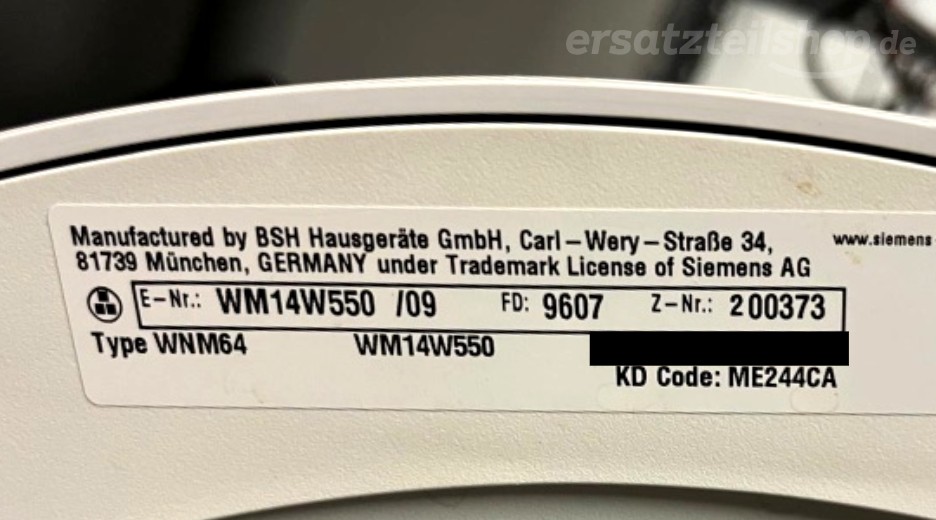 ersatzteilshop.de
Manufactured by BSH Hausgeräte GmbH, Carl-Wery-Straße 34,
www.siemens
81739 München, GERMANY under Trademark License of Siemens AG
E-Nr.: WM14W550 /09 FD: 9607 Z-Nr.: 200373
Type WNM64 WM14W550
KD Code: ME244CA